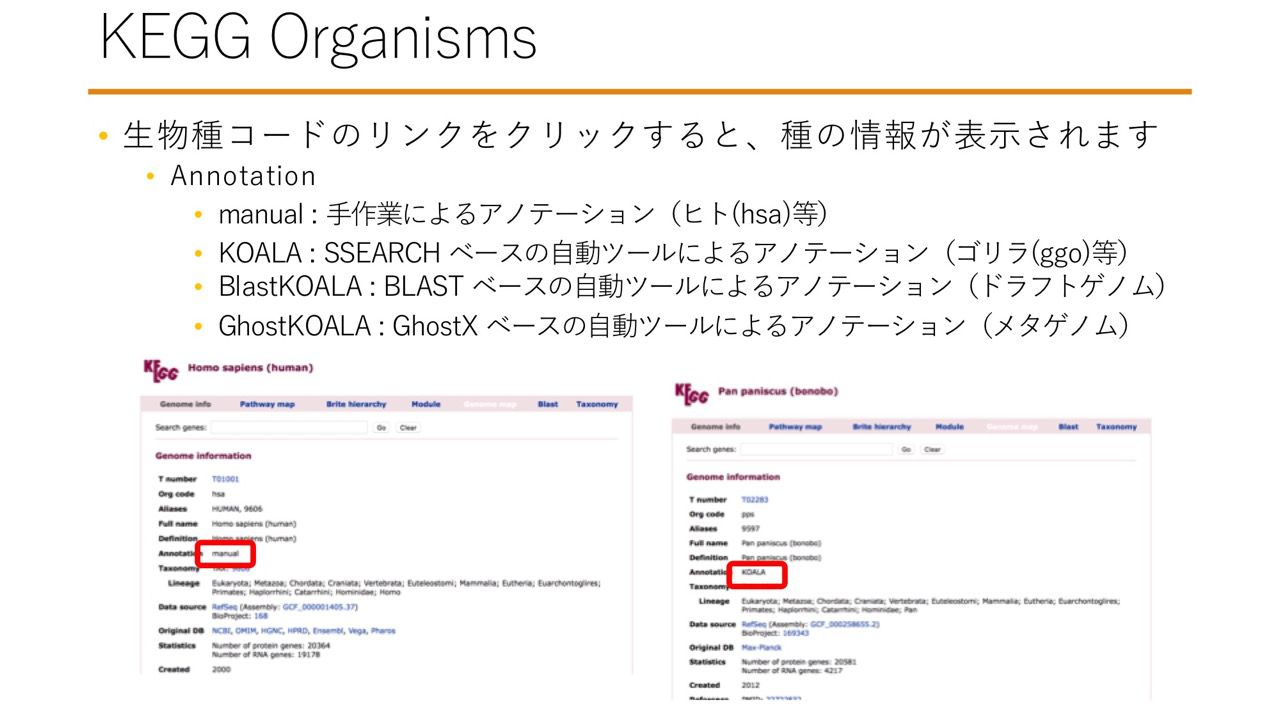 KEGG Organisms
• 生物種コードのリンクをクリックすると、種の情報が表示されます
• Annotation
• manual : 手作業によるアノテーション（ヒト(hsa)等）
• KOALA : SSEARCH ベースの自動ツールによるアノテーション（ゴリラ(ggo)等）
• BlastKOALA : BLAST ベースの自動ツールによるアノテーション（ドラフトゲノム）
• GhostKOALA : GhostX ベースの自動ツールによるアノテーション（メタゲノム）
KEGG Homo sapiens (human)
Genome info Pathway map Brite hierarchy Module Genome map Blast Taxonomy
Search genes: Go Clear
Genome information
T number T01001
Org code hsa
Aliases HUMAN, 9606
Full name Homo sapiens (human)
Definition Homo sapiens (human)
Annotation manual
Taxonomy TAX: 9606
Lineage Eukaryota; Metazoa; Chordata; Craniata; Vertebrata; Euteleostomi; Mammalia; Eutheria; Euarchontoglires;
Primates; Haplorrhini; Catarrhini; Hominidae; Homo
Data source RefSeq (Assembly: GCF_000001405.37)
BioProject: 168
Original DB NCBI, OMIM, HGNC, HPRD, Ensembl, Vega, Pharos
Statistics Number of protein genes: 20364
Number of RNA genes: 19178
Created 2000
KEGG Pan paniscus (bonobo)
Genome info Pathway map Brite hierarchy Module Genome map Blast Taxonomy
Search genes: Go Clear
Genome information
T number T02283
Org code pps
Aliases 9597
Full name Pan paniscus (bonobo)
Definition Pan paniscus (bonobo)
Annotation KOALA
Taxonomy
Lineage Eukaryota; Metazoa; Chordata; Craniata; Vertebrata; Euteleostomi; Mammalia; Eutheria; Euarchontoglires;
Primates; Haplorrhini; Catarrhini; Hominidae; Pan
Data source RefSeq (Assembly: GCF_000258655.2)
BioProject: 169343
Original DB Max-Planck
Statistics Number of protein genes: 20581
Number of RNA genes: 4217
Created 2012